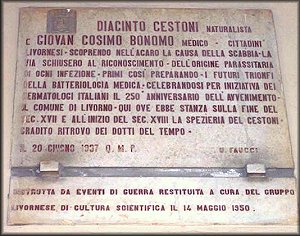 DIACINTO CESTONI NATURALISTA
E GIOVAN COSIMO BONOMO MEDICO - CITTADINI
LIVORNESI - SCOPRENDO NELL'ACARO LA CAUSA DELLA SCABBIA - LA
VIA SCHIUSERO AL RICONOSCIMENTO - DELL'ORIGINE PARASSITARIA
DI OGNI INFEZIONE - PRIMI COSÌ PREPARANDO - I FUTURI TRIONFI
DELLA BATTERIOLOGIA MEDICA - CELEBRANDOSI PER INIZIATIVA DEI
DERMATOLOGI ITALIANI IL 250° ANNIVERSARIO DELL'AVVENIMENTO
IL COMUNE DI LIVORNO - QUI OVE EBBE STANZA SULLA FINE DEL
SEC. XVII E ALL'INIZIO DEL SEC. XVIII LA SPEZIERIA DEL CESTONI
GRADITO RITROVO DEI DOTTI DEL TEMPO -
IL 20 GIUGNO 1937 Q. M. P. U. FAUCCI
DISTRUTTA DA EVENTI DI GUERRA RESTITUITA A CURA DEL GRUPPO
LIVORNESE DI CULTURA SCIENTIFICA IL 14 MAGGIO 1950.